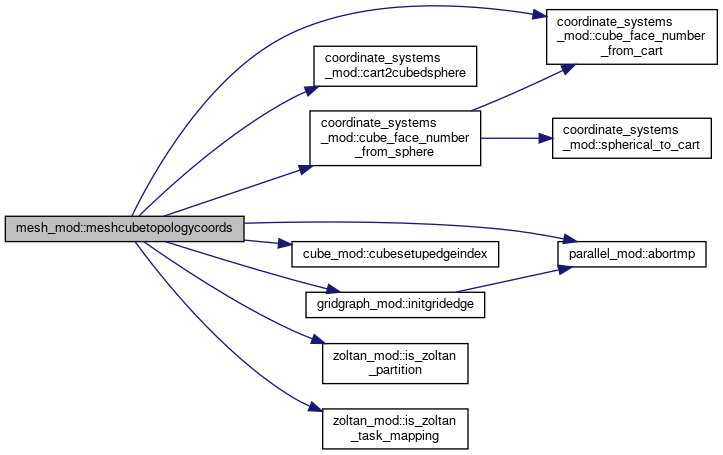 mesh_mod::meshcubetopologycoords
coordinate_systems
_mod::cart2cubedsphere
coordinate_systems
_mod::cube_face_number
_from_sphere
cube_mod::cubesetupedgeindex
gridgraph_mod::initgridedge
zoltan_mod::is_zoltan
_partition
zoltan_mod::is_zoltan
_task_mapping
coordinate_systems
_mod::cube_face_number
_from_cart
coordinate_systems
_mod::spherical_to_cart
parallel_mod::abortmp